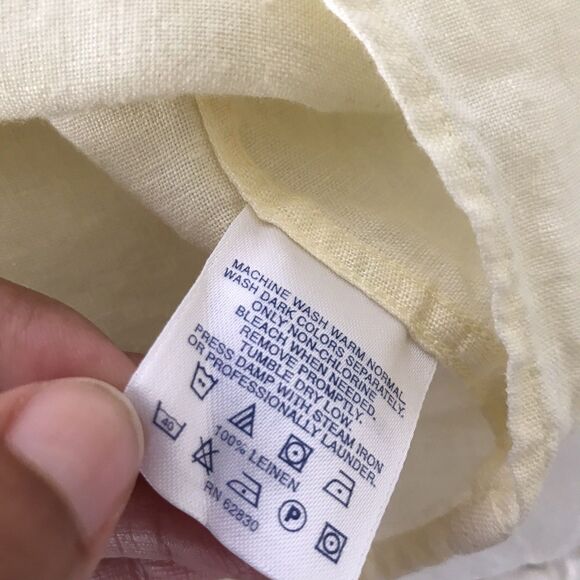 MACHINE WASH WARM NORMAL.
WASH DARK COLORS SEPARATELY.
ONLY NON-CHLORINE
BLEACH WHEN NEEDED.
REMOVE PROMPTLY.
TUMBLE DRY LOW.
PRESS DAMP WITH STEAM IRON
OR PROFESSIONALLY LAUNDER.
100% LEINEN
40
P
RN 62830